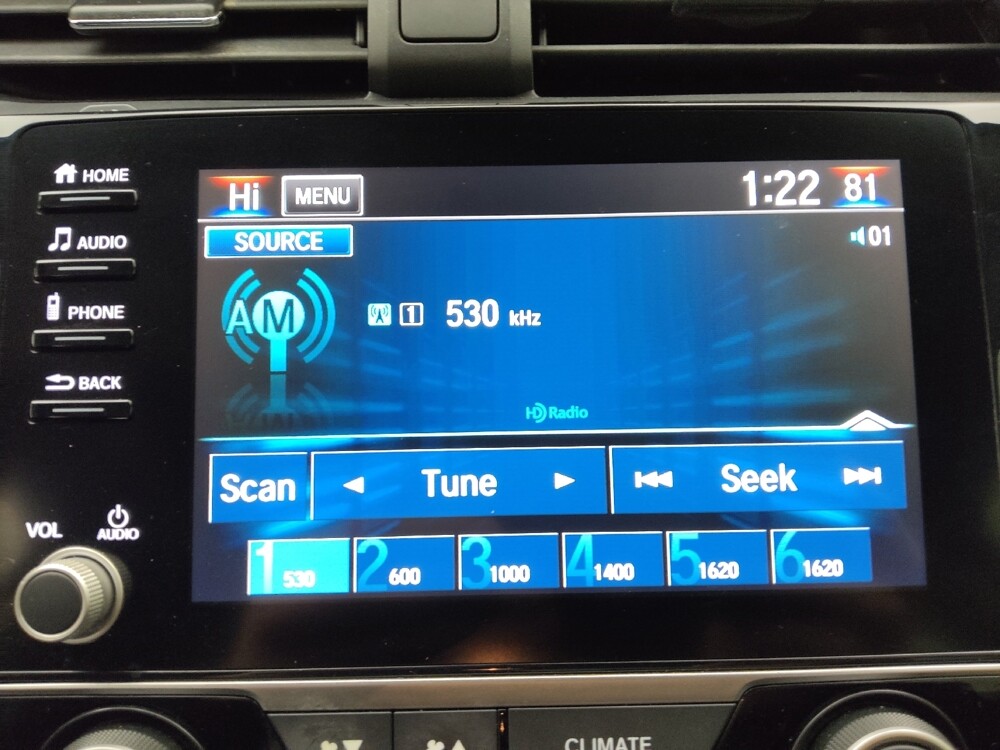 HOME
AUDIO
PHONE
BACK
VOL
AUDIO
Hi MENU 1:22 81
SOURCE 01
AM 1 530 kHz
HD Radio
Scan Tune Seek
1 530 2 600 3 1000 4 1400 5 1620 6 1620
CLIMATE